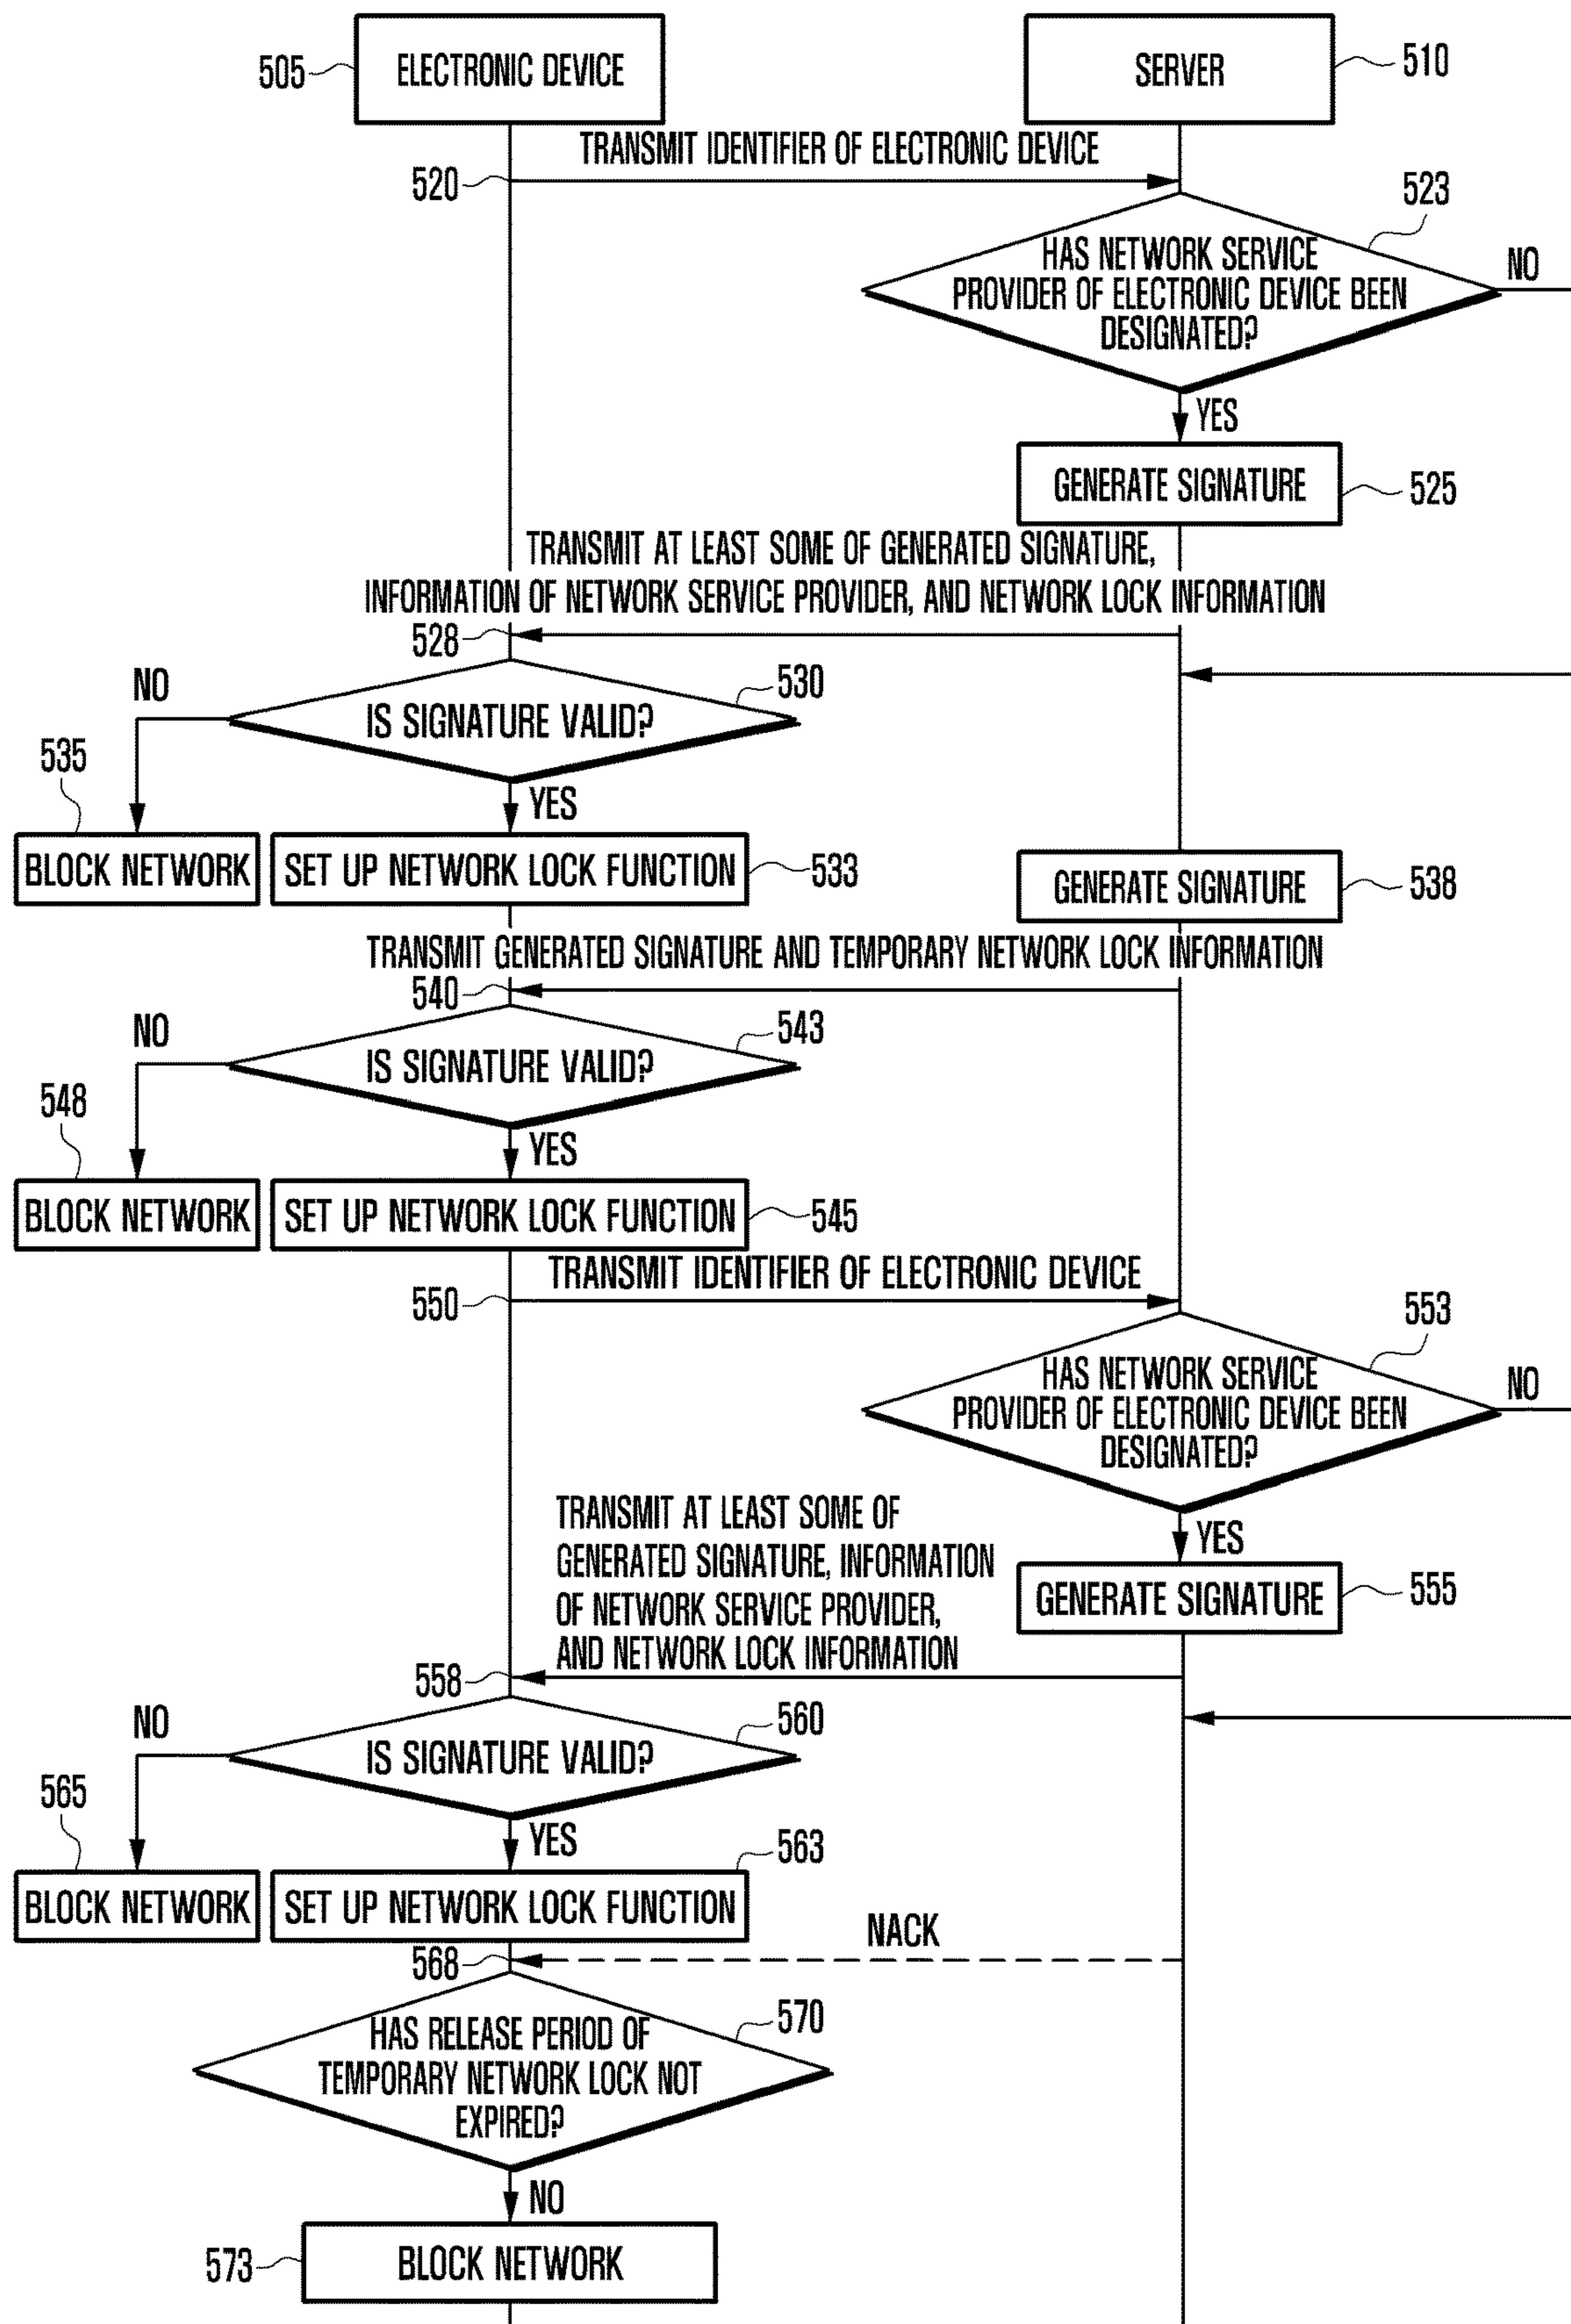 505
ELECTRONIC DEVICE
SERVER
510
TRANSMIT IDENTIFIER OF ELECTRONIC DEVICE
520
523
HAS NETWORK SERVICE
PROVIDER OF ELECTRONIC DEVICE BEEN
DESIGNATED?
NO
YES
GENERATE SIGNATURE
525
TRANSMIT AT LEAST SOME OF GENERATED SIGNATURE,
INFORMATION OF NETWORK SERVICE PROVIDER, AND NETWORK LOCK INFORMATION
528
NO
IS SIGNATURE VALID?
530
535
YES
BLOCK NETWORK
SET UP NETWORK LOCK FUNCTION
533
GENERATE SIGNATURE
538
TRANSMIT GENERATED SIGNATURE AND TEMPORARY NETWORK LOCK INFORMATION
540
NO
IS SIGNATURE VALID?
543
548
YES
BLOCK NETWORK
SET UP NETWORK LOCK FUNCTION
545
TRANSMIT IDENTIFIER OF ELECTRONIC DEVICE
550
553
HAS NETWORK SERVICE
PROVIDER OF ELECTRONIC DEVICE BEEN
DESIGNATED?
NO
YES
GENERATE SIGNATURE
555
TRANSMIT AT LEAST SOME OF
GENERATED SIGNATURE, INFORMATION
OF NETWORK SERVICE PROVIDER,
AND NETWORK LOCK INFORMATION
558
NO
IS SIGNATURE VALID?
560
565
YES
BLOCK NETWORK
SET UP NETWORK LOCK FUNCTION
563
NACK
568
HAS RELEASE PERIOD OF
TEMPORARY NETWORK LOCK NOT
EXPIRED?
570
NO
573
BLOCK NETWORK